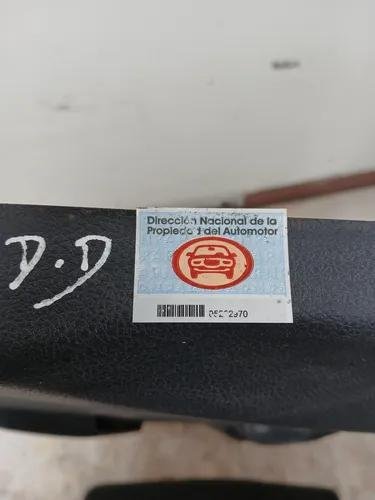 Dirección Nacional de la
Propiedad del Automotor
D.D